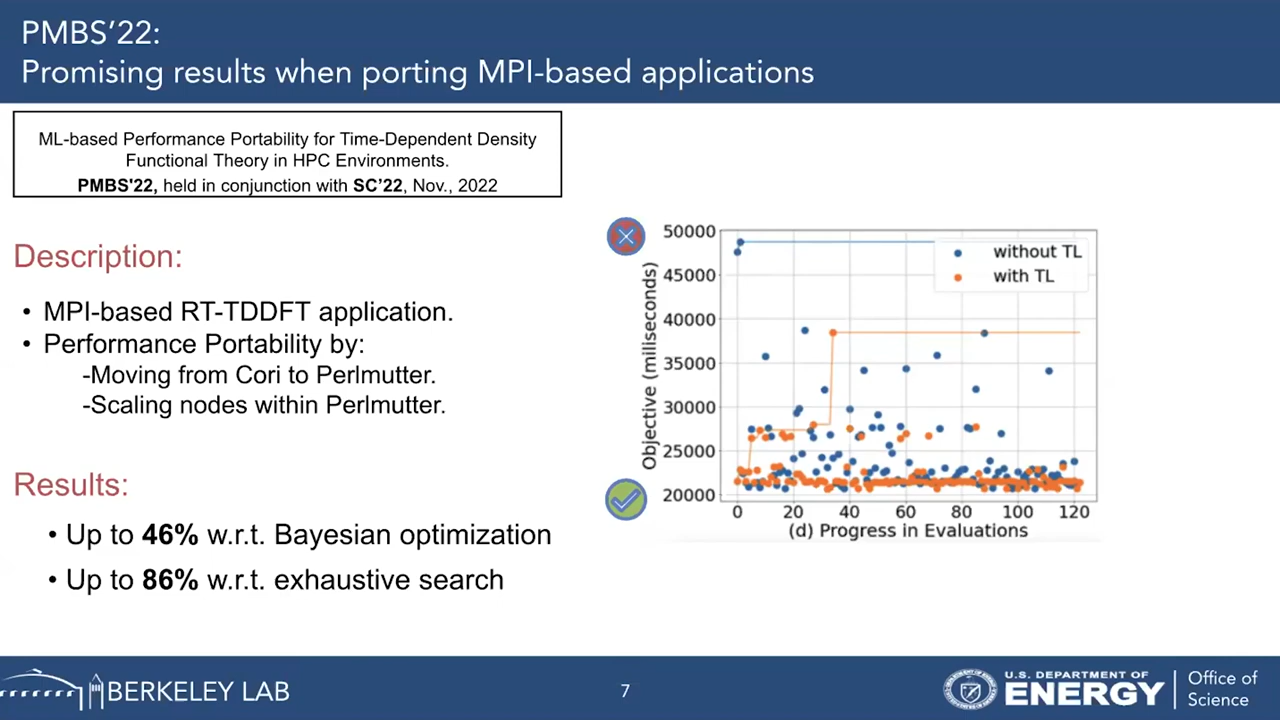 PMBS'22:
Promising results when porting MPI-based applications
ML-based Performance Portability for Time-Dependent Density
Functional Theory in HPC Environments.
PMBS'22, held in conjunction with SC'22, Nov., 2022
Description:
• MPI-based RT-TDDFT application.
• Performance Portability by:
-Moving from Cori to Perlmutter.
-Scaling nodes within Perlmutter.
Results:
• Up to 46% w.r.t. Bayesian optimization
• Up to 86% w.r.t. exhaustive search
Objective (miliseconds)
50000
45000
40000
35000
30000
25000
20000
without TL
with TL
0 20 40 60 80 100 120
(d) Progress in Evaluations
BERKELEY LAB
7
U.S. DEPARTMENT OF
ENERGY
Office of
Science